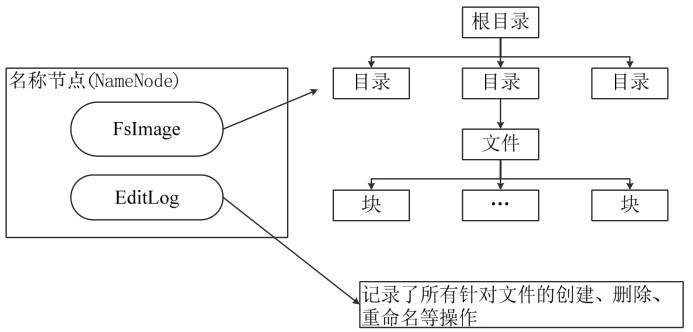 根目录
目录
目录
目录
文件
块
...
块
名称节点(NameNode)
FsImage
EditLog
记录了所有针对文件的创建、删除、
重命名等操作